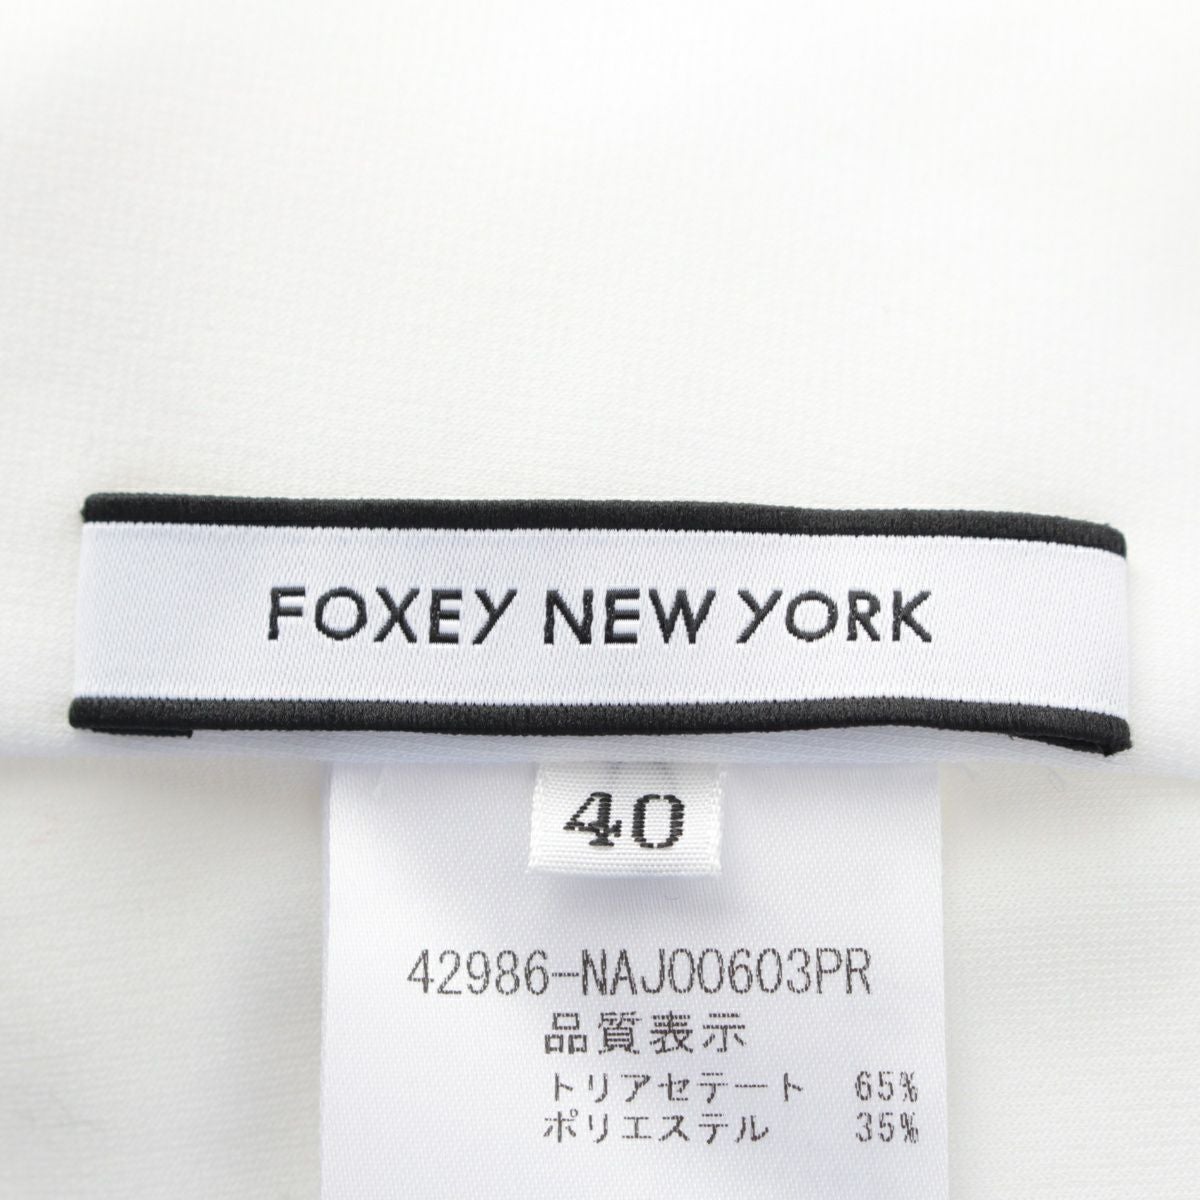 FOXEY NEW YORK
40
42986-NAJ00603PR
品質表示
トリアセテート 65%
ポリエステル 35%